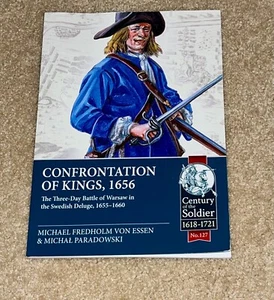 CONFRONTATION
OF KINGS, 1656
The Three-Day Battle of Warsaw in
the Swedish Deluge, 1655–1660
MICHAEL FREDHOLM VON ESSEN
& MICHAŁ PARADOWSKI
Century
of the
Soldier
1618-1721
No.127